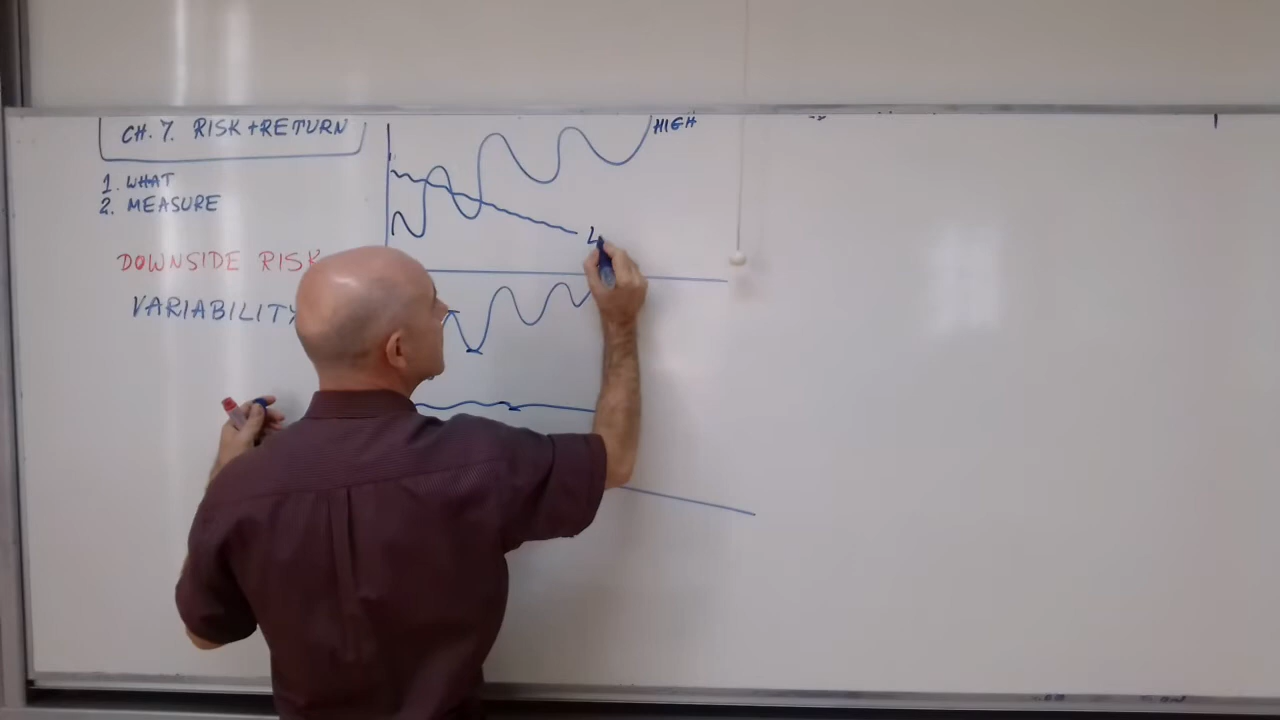 CH. 7. RISK + RETURN
HIGH
1. WHAT
2. MEASURE
L
DOWNSIDE RISK
VARIABILITY